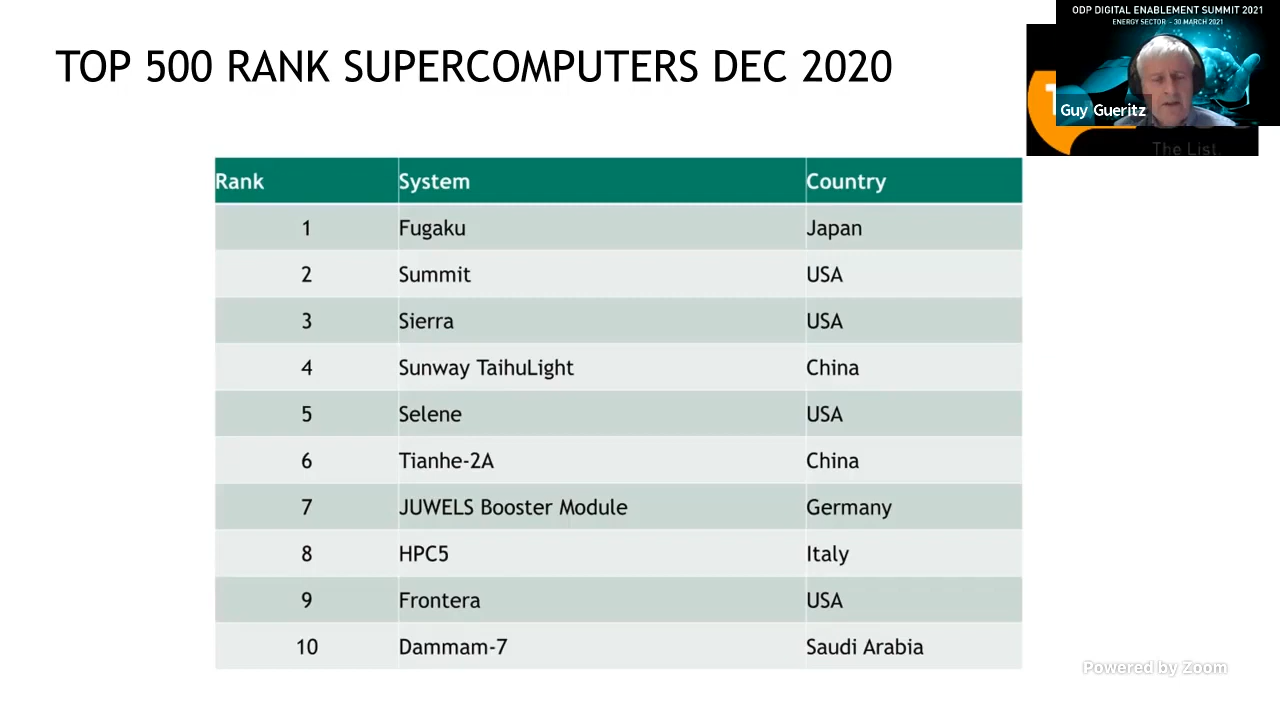 ODP DIGITAL ENABLEMENT SUMMIT 2021
ENERGY SECTOR - 30 MARCH 2021
TOP 500 RANK SUPERCOMPUTERS DEC 2020
Guy Gueritz
The List.
Rank System Country
1 Fugaku Japan
2 Summit USA
3 Sierra USA
4 Sunway TaihuLight China
5 Selene USA
6 Tianhe-2A China
7 JUWELS Booster Module Germany
8 HPC5 Italy
9 Frontera USA
10 Dammam-7 Saudi Arabia
Powered by Zoom